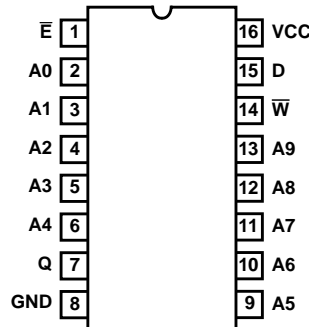 E̅ 1 16 VCC
A0 2 15 D
A1 3 14 W̅
A2 4 13 A9
A3 5 12 A8
A4 6 11 A7
Q 7 10 A6
GND 8 9 A5